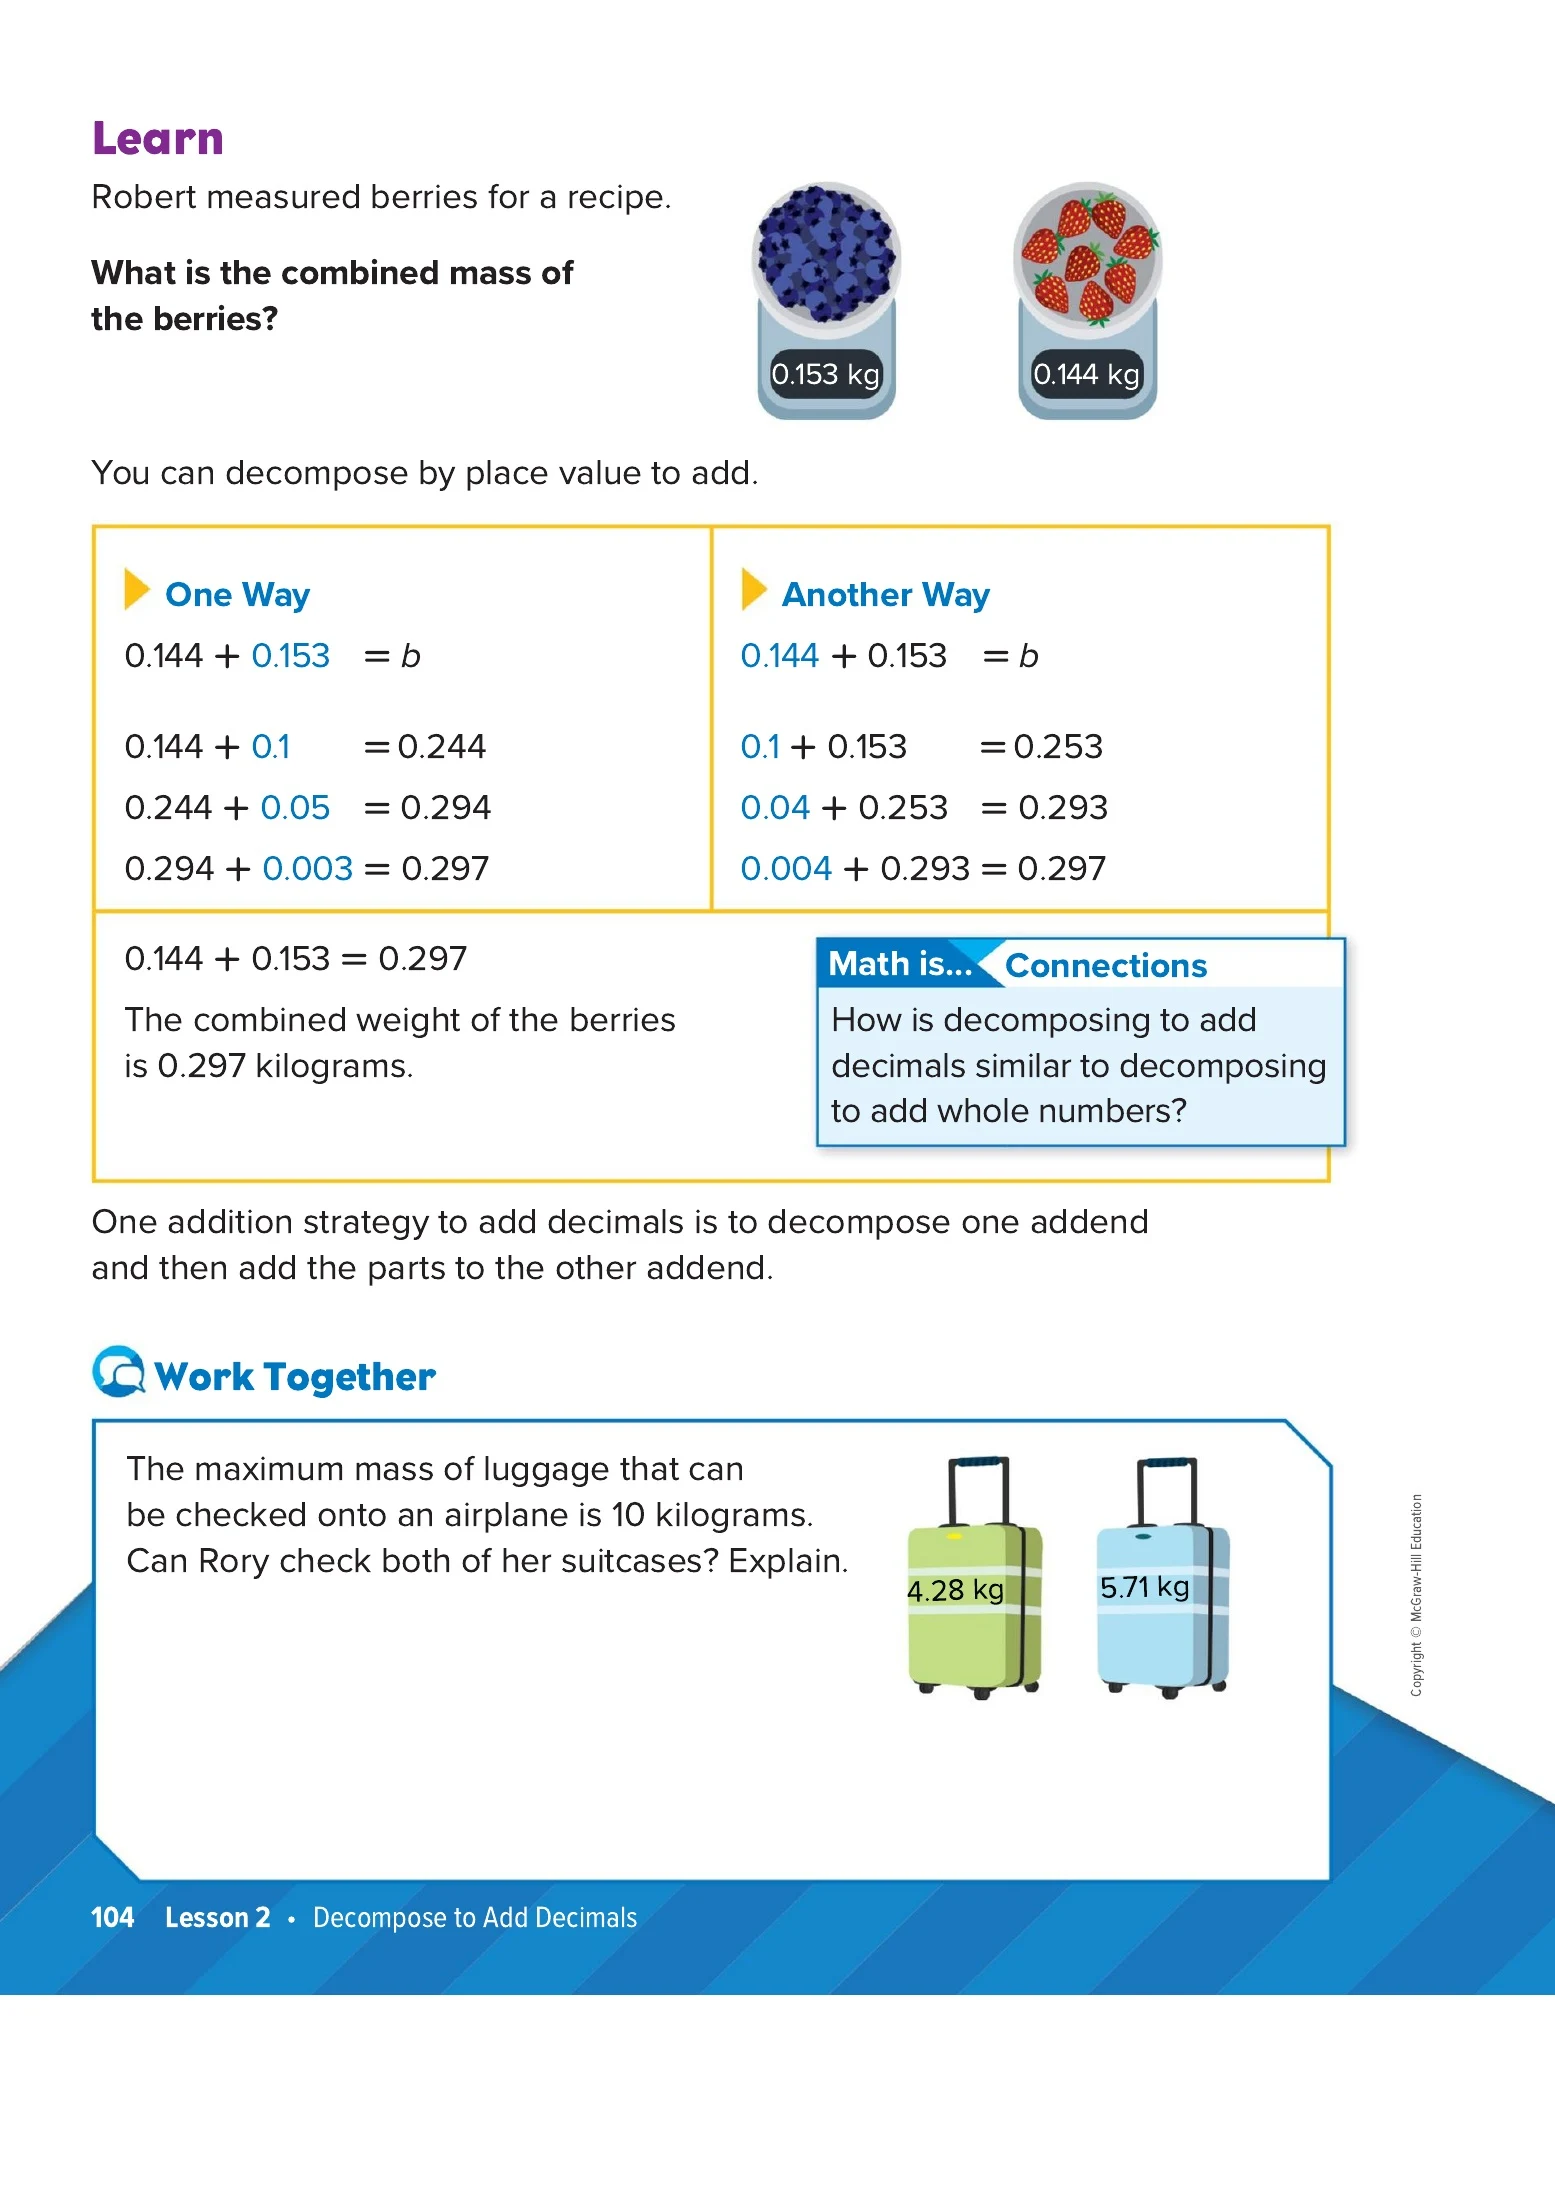 Learn
Robert measured berries for a recipe.
What is the combined mass of
the berries?
0.153 kg
0.144 kg
You can decompose by place value to add.
One Way
0.144 + 0.153 = b
0.144 + 0.1 = 0.244
0.244 + 0.05 = 0.294
0.294 + 0.003 = 0.297
Another Way
0.144 + 0.153 = b
0.1 + 0.153 = 0.253
0.04 + 0.253 = 0.293
0.004 + 0.293 = 0.297
0.144 + 0.153 = 0.297
The combined weight of the berries
is 0.297 kilograms.
Math is... Connections
How is decomposing to add
decimals similar to decomposing
to add whole numbers?
One addition strategy to add decimals is to decompose one addend
and then add the parts to the other addend.
Work Together
The maximum mass of luggage that can
be checked onto an airplane is 10 kilograms.
Can Rory check both of her suitcases? Explain.
4.28 kg
5.71 kg
Copyright © McGraw-Hill Education
104 Lesson 2 • Decompose to Add Decimals